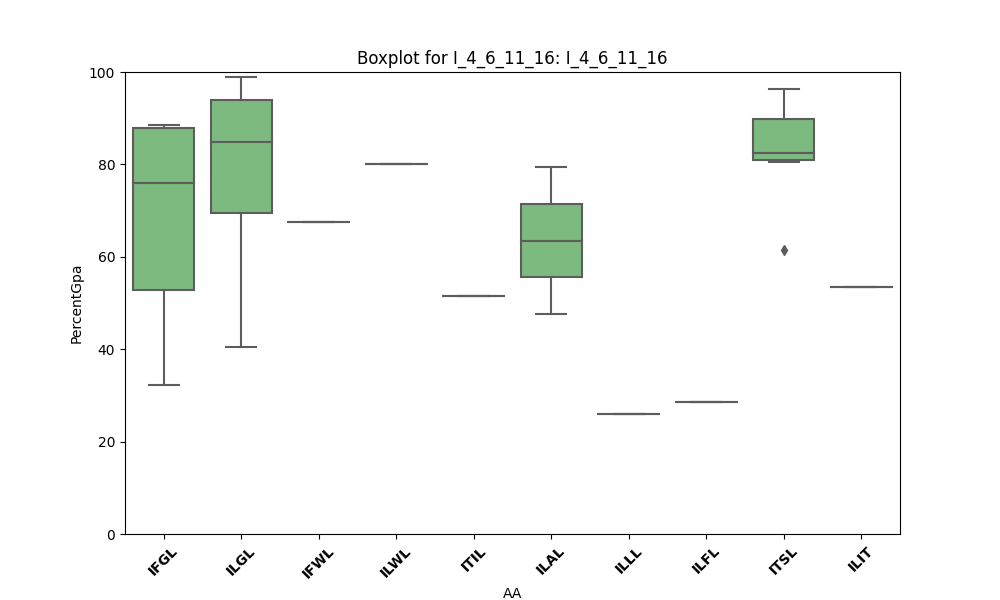 Boxplot for I_4_6_11_16: I_4_6_11_16
100
80
60
40
20
0
PercentGpa
IFGL
ILGL
IFWL
ILWL
ITIL
ILAL
ILLL
ILFL
ITSL
ILIT
AA